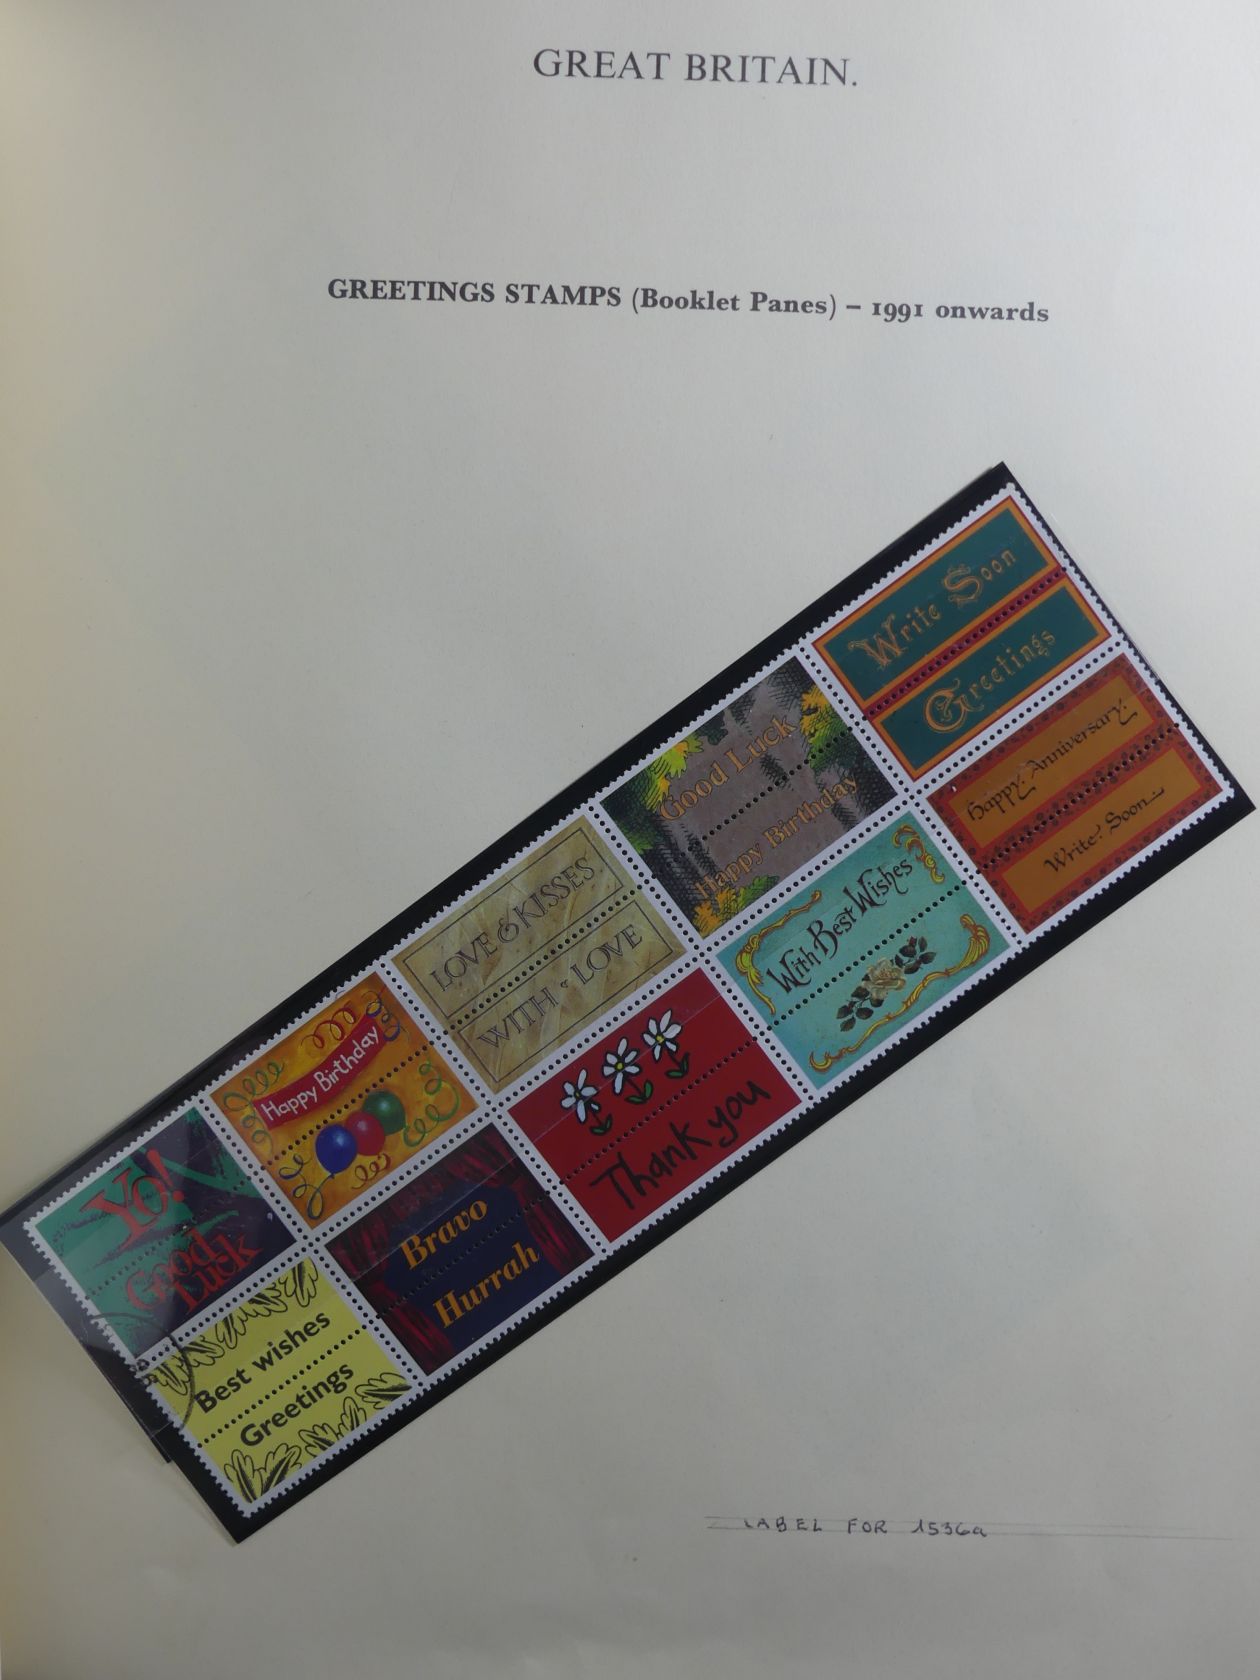 GREAT BRITAIN.
GREETINGS STAMPS (Booklet Panes) – 1991 onwards
Write Soon
Greetings
Good Luck
Happy Birthday
Happy Anniversary.
Write Soon
LOVE & KISSES
WITH LOVE
With Best Wishes
Happy Birthday
Thank you
Yo!
Good
Luck
Bravo
Hurrah
Best wishes
Greetings
LABEL FOR 1536a